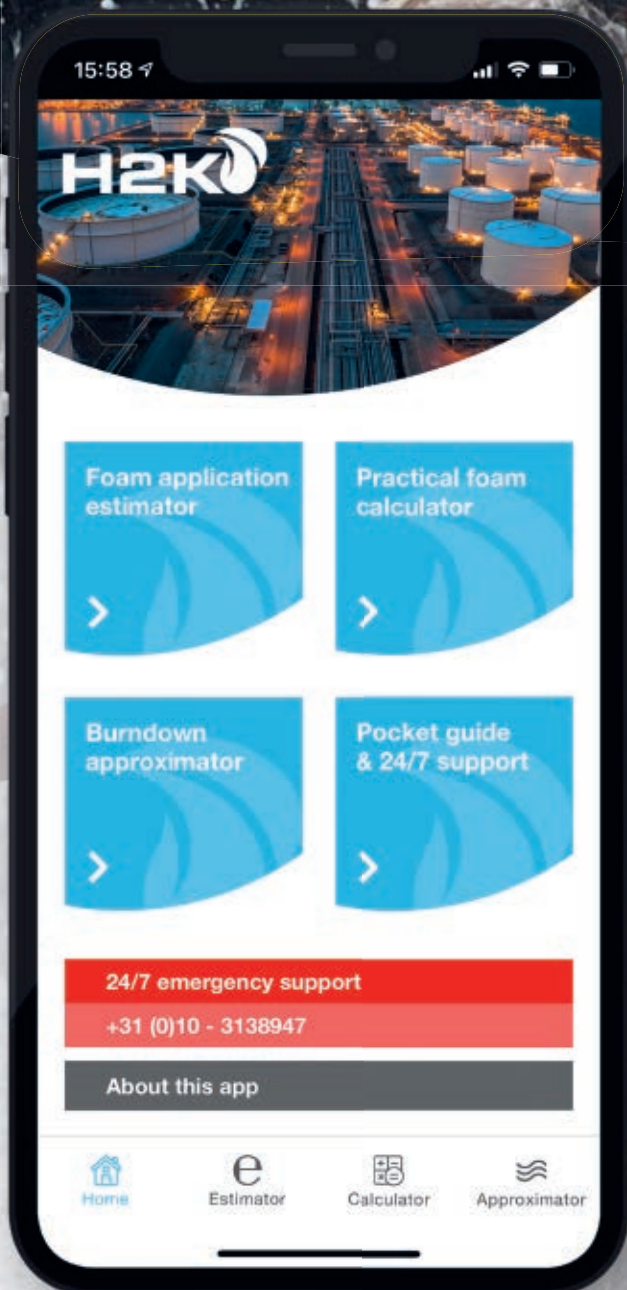 15:58
H2K
Foam application
estimator
Practical foam
calculator
Burndown
approximator
Pocket guide
& 24/7 support
24/7 emergency support
+31 (0)10 - 3138947
About this app
Home
Estimator
Calculator
Approximator